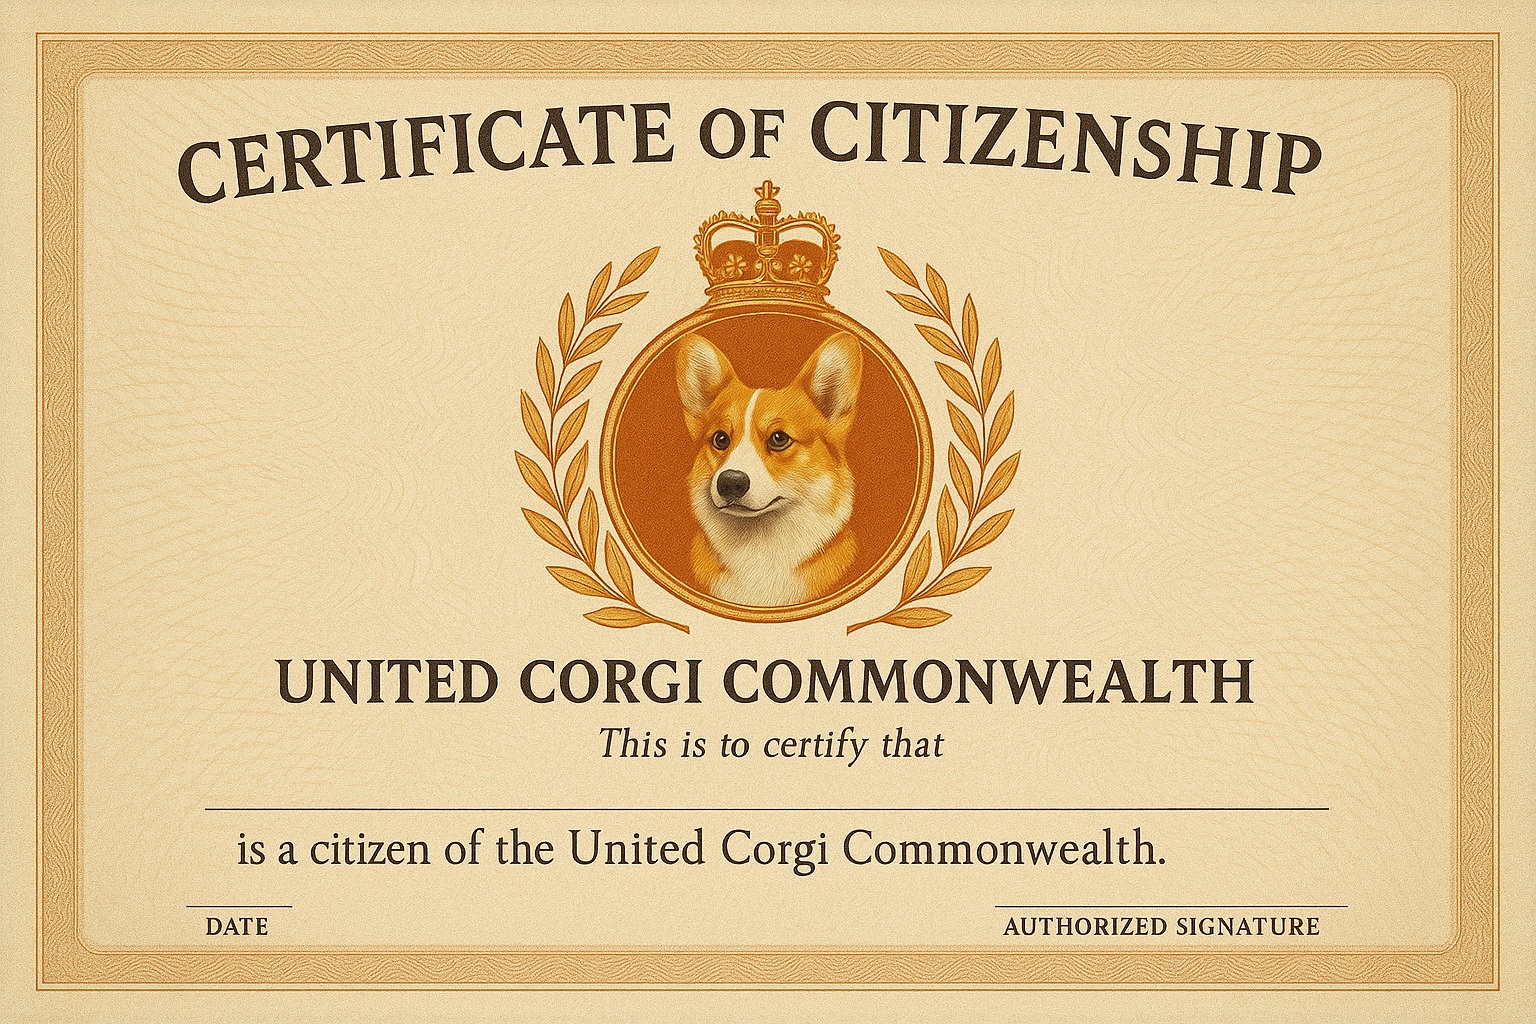 CERTIFICATE OF CITIZENSHIP
UNITED CORGI COMMONWEALTH
This is to certify that
is a citizen of the United Corgi Commonwealth.
DATE
AUTHORIZED SIGNATURE